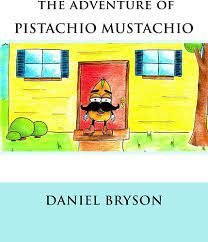 THE ADVENTURE OF
PISTACHIO MUSTACHIO
DANIEL BRYSON